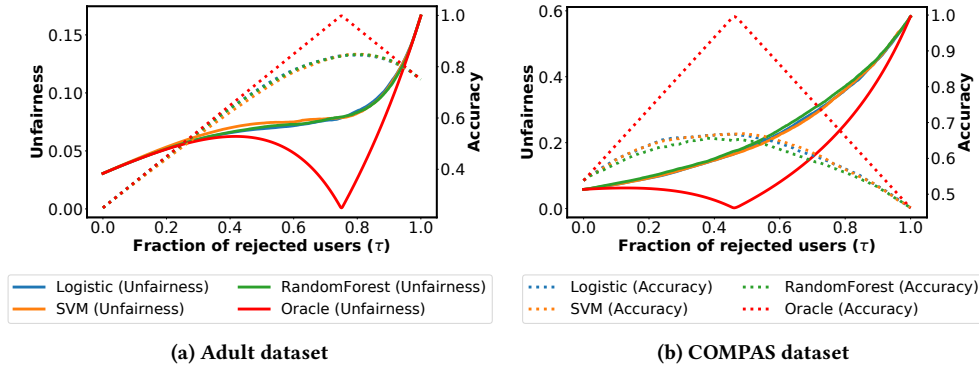 0.15
0.10
0.05
0.00
Unfairness
1.0
0.8
0.6
0.4
Accuracy
0.0 0.2 0.4 0.6 0.8 1.0
Fraction of rejected users (τ)
Logistic (Unfairness)
SVM (Unfairness)
RandomForest (Unfairness)
Oracle (Unfairness)
(a) Adult dataset
0.6
0.4
0.2
0.0
Unfairness
1.0
0.9
0.8
0.7
0.6
0.5
Accuracy
0.0 0.2 0.4 0.6 0.8 1.0
Fraction of rejected users (τ)
Logistic (Accuracy)
SVM (Accuracy)
RandomForest (Accuracy)
Oracle (Accuracy)
(b) COMPAS dataset